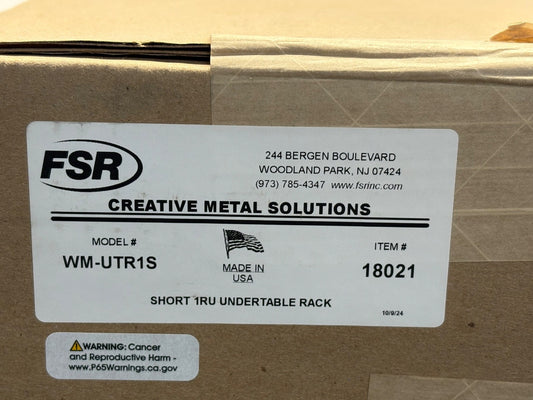 FSR
244 BERGEN BOULEVARD
WOODLAND PARK, NJ 07424
(973) 785-4347 www.fsrinc.com
CREATIVE METAL SOLUTIONS
MODEL #
WM-UTR1S
MADE IN
USA
ITEM #
18021
SHORT 1RU UNDERTABLE RACK
10/9/24
WARNING: Cancer
and Reproductive Harm -
www.P65Warnings.ca.gov